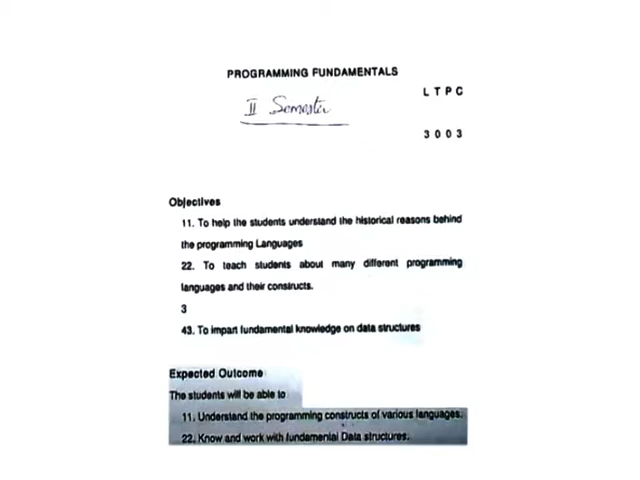 PROGRAMMING FUNDAMENTALS
L T P C
II Semester
3 0 0 3
Objectives
11. To help the students understand the historical reasons behind
the programming Languages
22. To teach students about many different programming
languages and their constructs.
3
43. To impart fundamental knowledge on data structures
Expected Outcome
The students will be able to
11. Understand the programming constructs of various languages.
22. Know and work with fundamental Data structures.